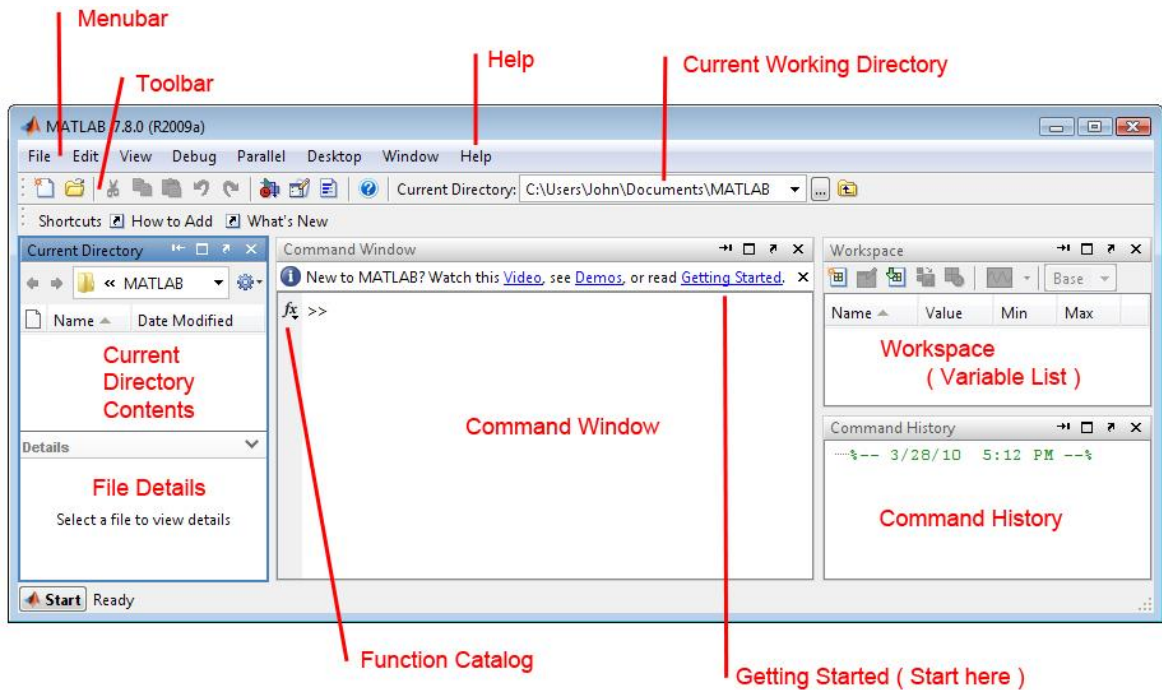 Menubar
Help
Current Working Directory
Toolbar
MATLAB 7.8.0 (R2009a)
File Edit View Debug Parallel Desktop Window Help
Current Directory: C:\Users\John\Documents\MATLAB ...
Shortcuts How to Add What's New
Current Directory
Command Window
Workspace
« MATLAB
New to MATLAB? Watch this Video, see Demos, or read Getting Started.
Base
Name Date Modified
fx >>
Name Value Min Max
Current
Directory
Contents
Workspace
( Variable List )
Command Window
Command History
Details
%-- 3/28/10 5:12 PM --%
File Details
Select a file to view details
Command History
Start Ready
Function Catalog
Getting Started ( Start here )